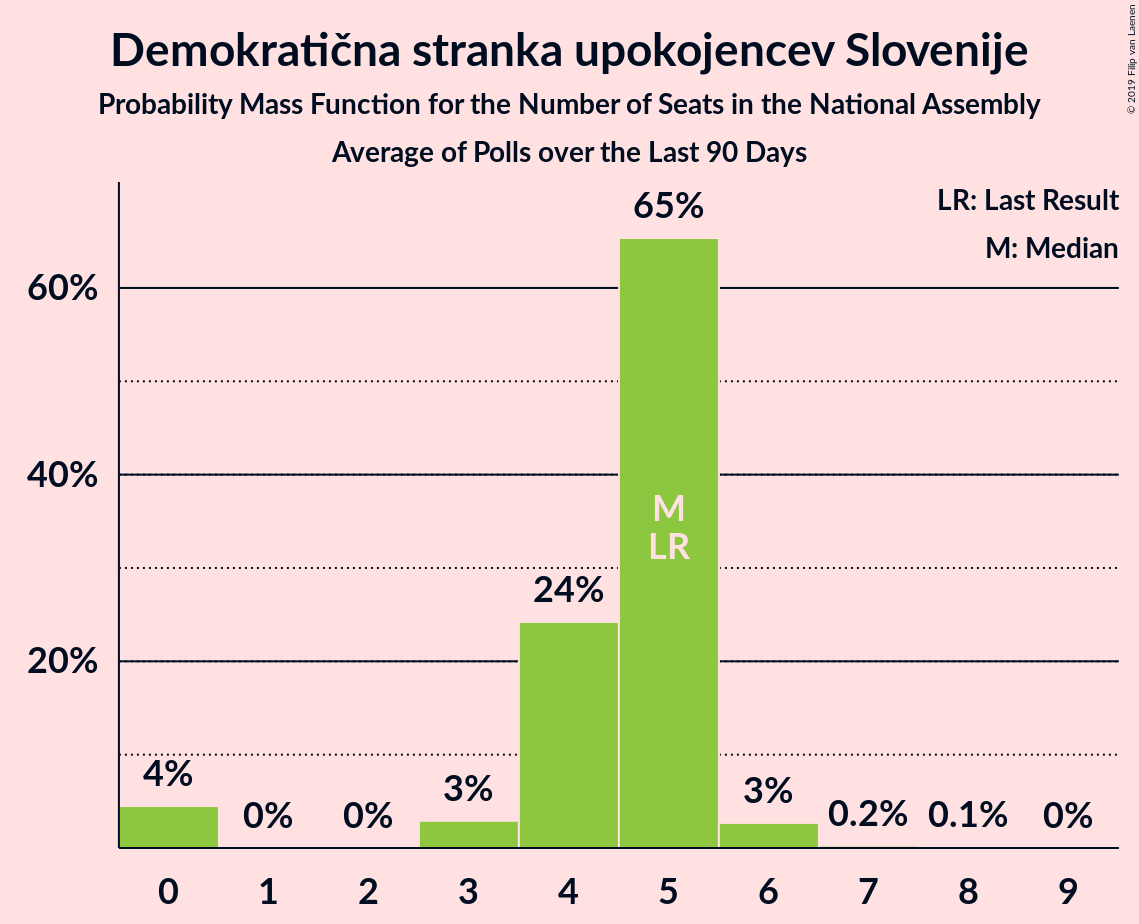 Demokratična stranka upokojencev Slovenije
Probability Mass Function for the Number of Seats in the National Assembly
Average of Polls over the Last 90 Days
© 2019 Filip van Laenen
LR: Last Result
M: Median
60%
40%
20%
4%
0%
0%
3%
24%
65%
M
LR
3%
0.2%
0.1%
0%
0 1 2 3 4 5 6 7 8 9